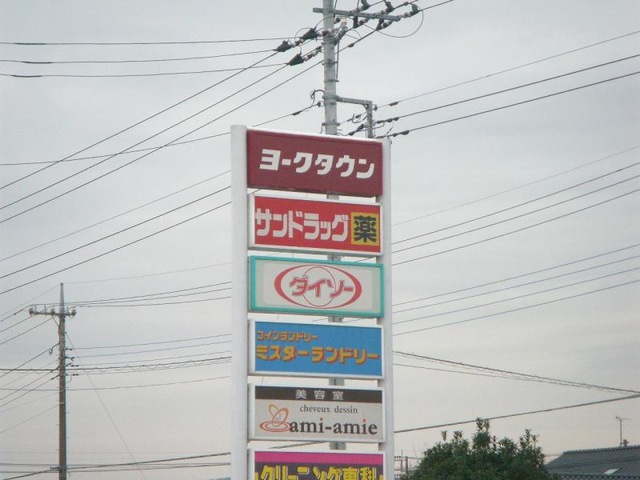 ヨークタウン
サンドラッグ薬
ダイソー
コインランドリー
ミスターランドリー
美容室
cheveux dessin
ami-amie
クリーニング専科